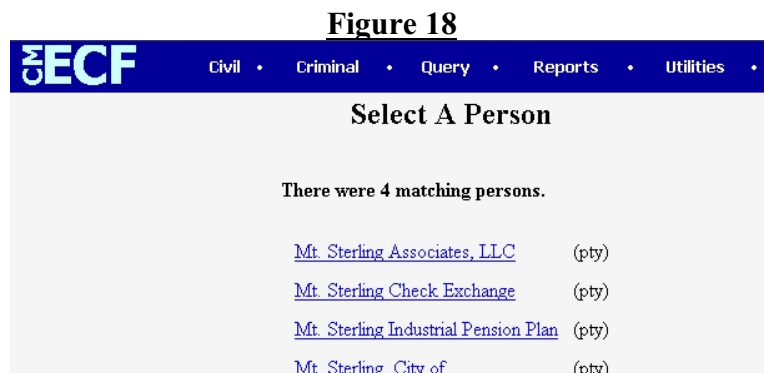 Figure 18
CM ECF Civil • Criminal • Query • Reports • Utilities •
Select A Person
There were 4 matching persons.
Mt. Sterling Associates, LLC (pty)
Mt. Sterling Check Exchange (pty)
Mt. Sterling Industrial Pension Plan (pty)
Mt. Sterling, City of (pty)